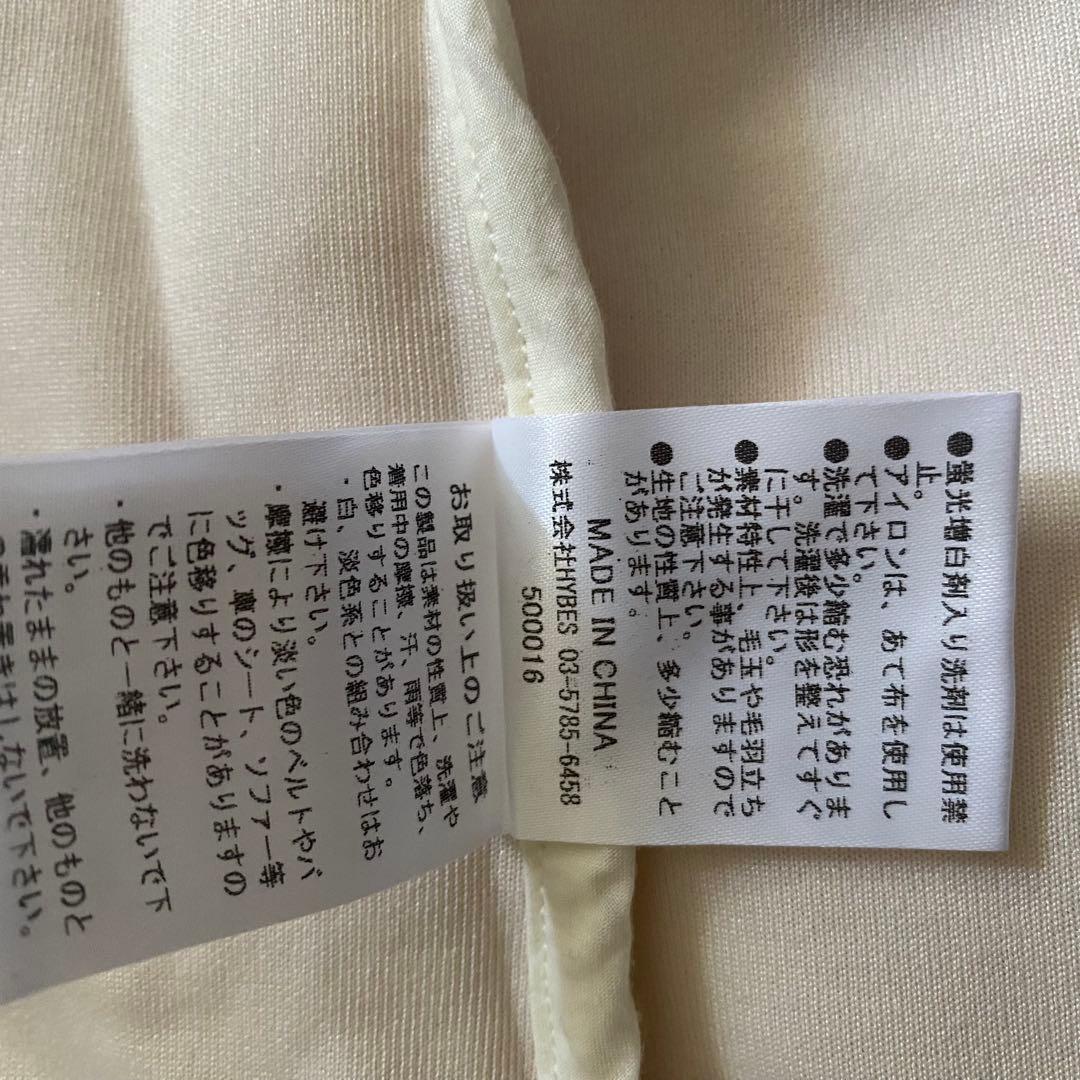 ●蛍光増白剤入り洗剤は使用禁
止。
●アイロンは、あて布を使用し
て下さい。
●洗濯で多少縮む恐れがありま
す。洗濯後は形を整えてすぐ
に干して下さい。
●素材特性上、毛玉や毛羽立ち
が発生する事がありますので
ご注意下さい。
●生地の性質上、多少縮むこと
があります。
MADE IN CHINA
株式会社HYBES 03-5785-6458
500016
お取り扱い上のご注意
この製品は素材の性質上、洗濯や
着用中の摩擦、汗、雨等で色落ち、
色移りすることがあります。
・白、淡色系との組み合わせはお
避け下さい。
・摩擦により淡い色のベルトやバ
ッグ、車のシート、ソファー等
に色移りすることがありますの
でご注意下さい。
・他のものと一緒に洗わないで下
さい。
・濡れたままの放置、他のものと
の重ね置きはしないで下さい。